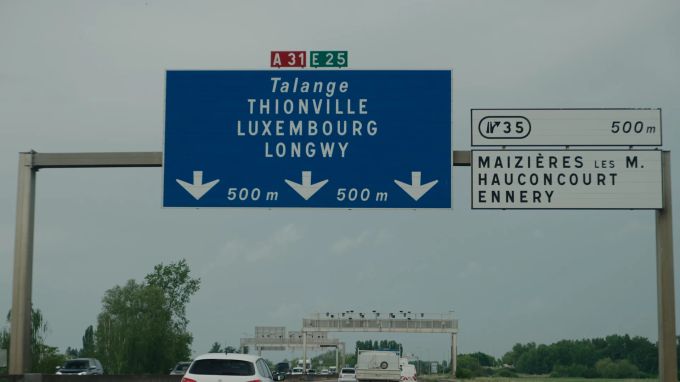 A 31 E 25
Talange
THIONVILLE
LUXEMBOURG
LONGWY
500 m 500 m
35 500 m
MAIZIÈRES LES M.
HAUCONCOURT
ENNERY